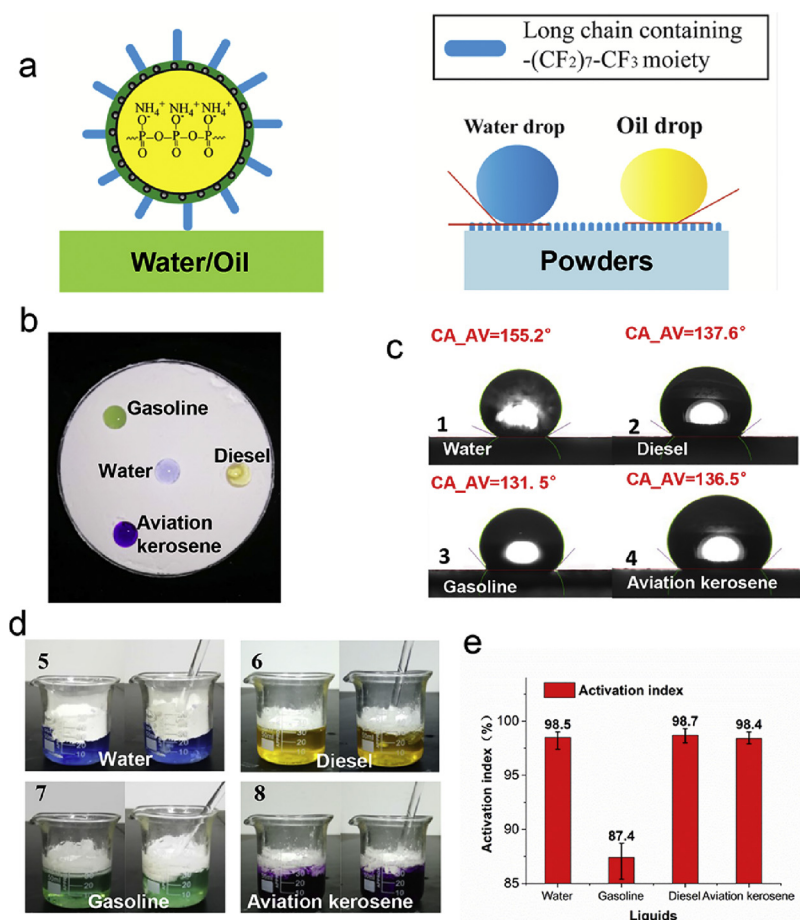 a
NH₄⁺ NH₄⁺ NH₄⁺
O⁻ O⁻ O⁻
P-O-P-O-P
O O O
Water/Oil
Long chain containing
-(CF₂)₇-CF₃ moiety
Water drop Oil drop
Powders
b
Gasoline
Water
Diesel
Aviation
kerosene
c
CA_AV=155.2°
1
Water
CA_AV=137.6°
2
Diesel
CA_AV=131. 5°
3
Gasoline
CA_AV=136.5°
4
Aviation kerosene
d
5
Water
6
Diesel
7
Gasoline
8
Aviation kerosene
e
Activation index
Activation index (%)
100
95
90
85
98.5
87.4
98.7
98.4
Water Gasoline Diesel Aviation kerosene
Liquids